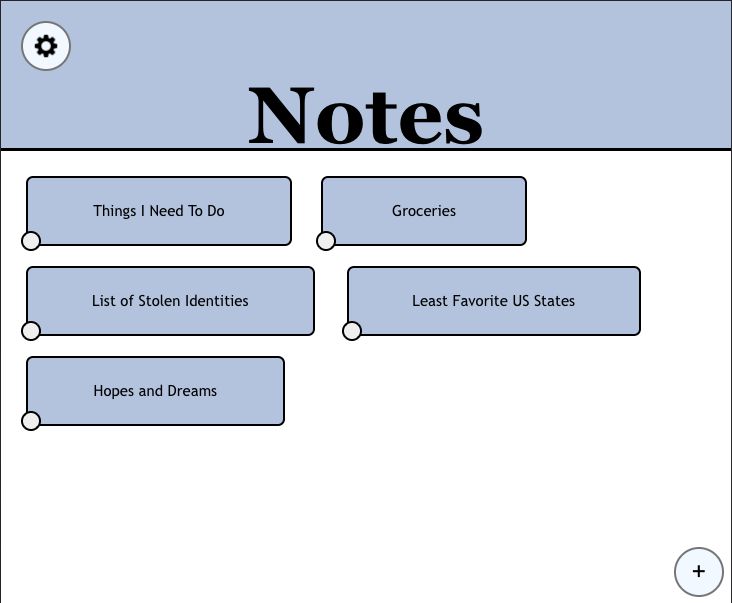 Notes
Things I Need To Do
Groceries
List of Stolen Identities
Least Favorite US States
Hopes and Dreams
+